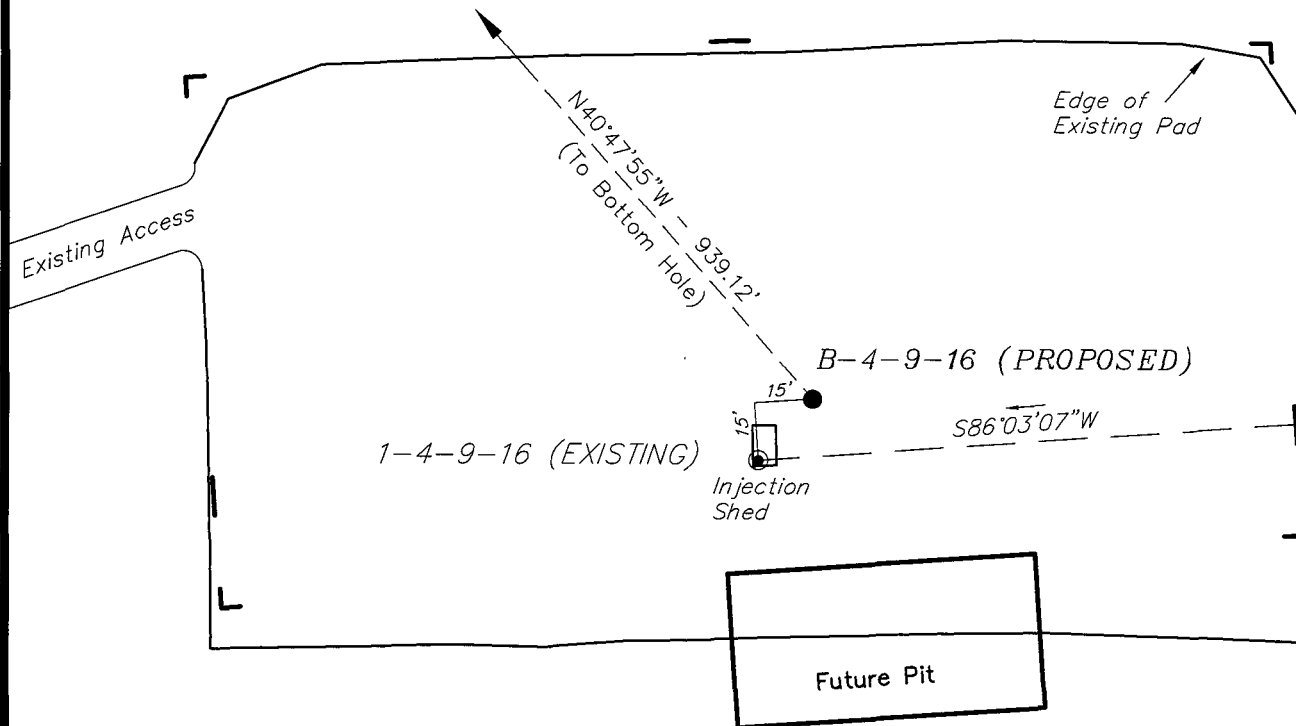 Edge of
Existing Pad
N40°47'55"W - 939.12'
(To Bottom Hole)
Existing Access
B-4-9-16 (PROPOSED)
15'
15'
S86°03'07"W
1-4-9-16 (EXISTING)
Injection
Shed
Future Pit